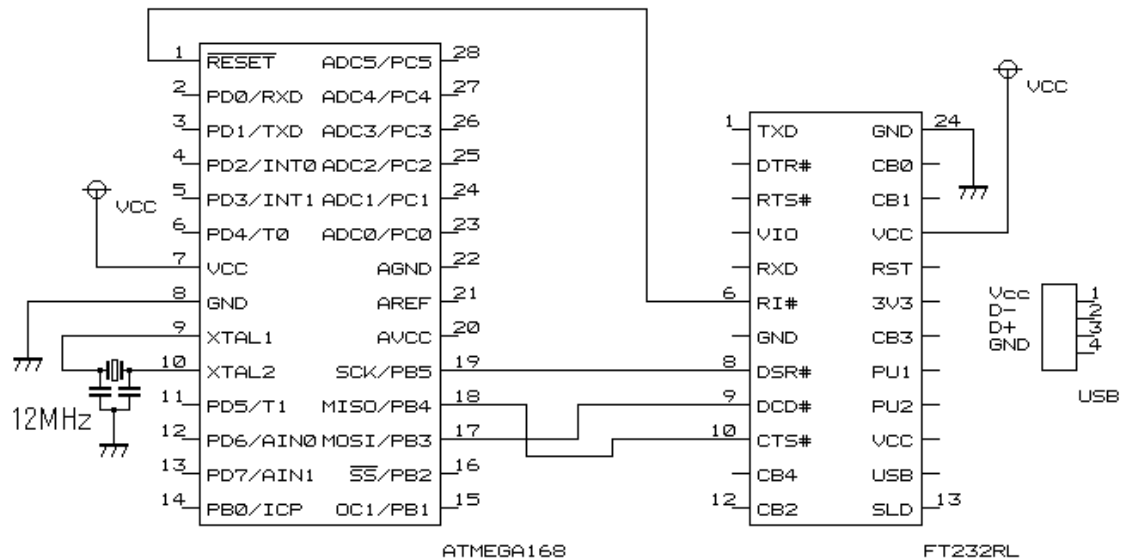 1 RESET ADC5/PC5 28
2 PD0/RXD ADC4/PC4 27
3 PD1/TXD ADC3/PC3 26
4 PD2/INT0 ADC2/PC2 25
5 PD3/INT1 ADC1/PC1 24
6 PD4/T0 ADC0/PC0 23
7 VCC AGND 22
8 GND AREF 21
9 XTAL1 AVCC 20
10 XTAL2 SCK/PB5 19
11 PD5/T1 MISO/PB4 18
12 PD6/AIN0 MOSI/PB3 17
13 PD7/AIN1 SS/PB2 16
14 PB0/ICP OC1/PB1 15
ATMEGA168
VCC
12MHz
VCC
1 TXD GND 24
DTR# CB0
RTS# CB1
VIO VCC
RXD RST
6 RI# 3V3
GND CB3
8 DSR# PU1
9 DCD# PU2
10 CTS# VCC
CB4 USB
12 CB2 SLD 13
FT232RL
Vcc 1
D- 2
D+ 3
GND 4
USB